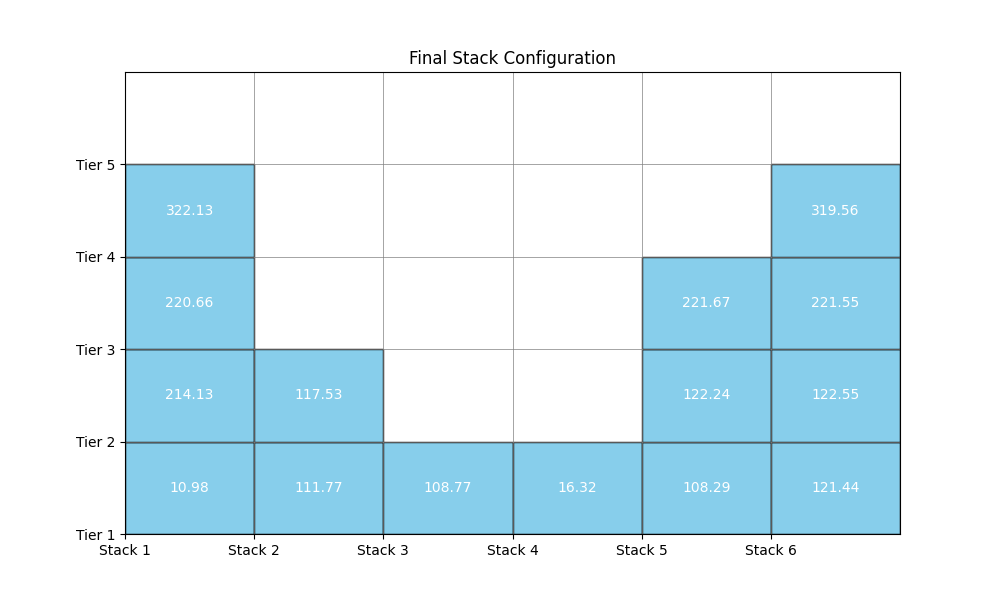 Final Stack Configuration
Tier 5
322.13 319.56
Tier 4
220.66 221.67 221.55
Tier 3
214.13 117.53 122.24 122.55
Tier 2
10.98 111.77 108.77 16.32 108.29 121.44
Tier 1
Stack 1 Stack 2 Stack 3 Stack 4 Stack 5 Stack 6